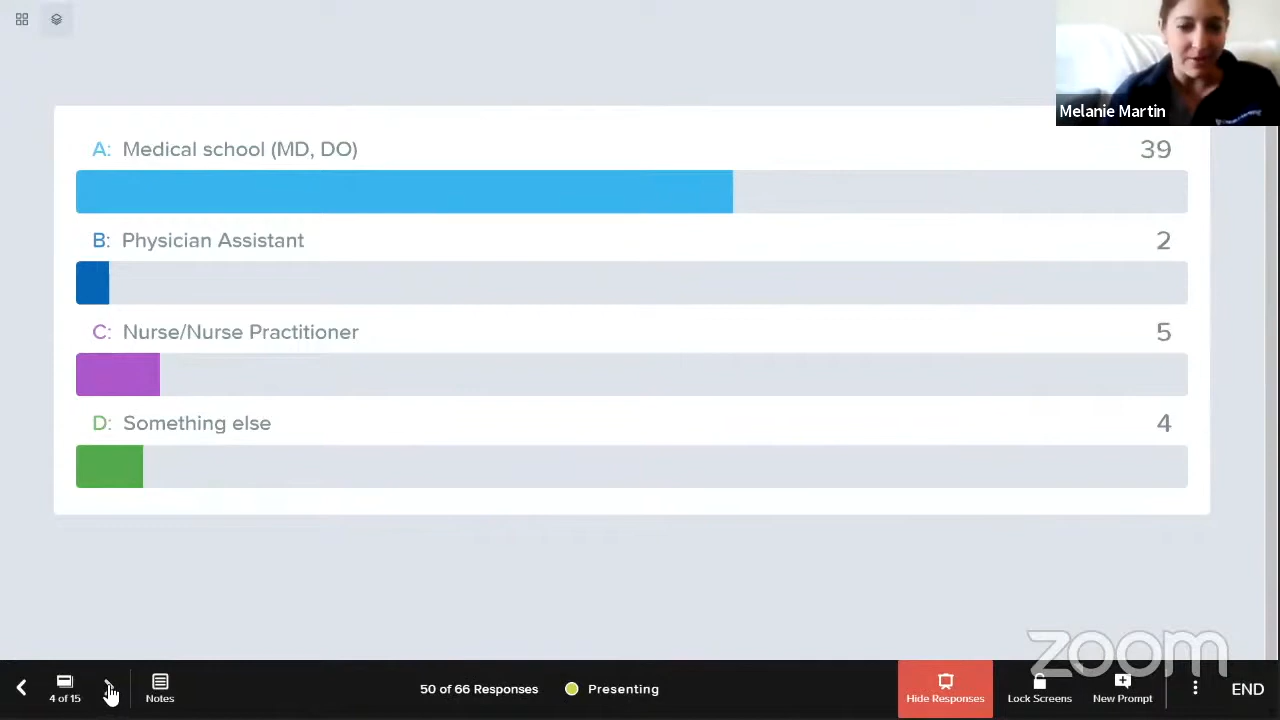 Melanie Martin
A: Medical school (MD, DO) 39
B: Physician Assistant 2
C: Nurse/Nurse Practitioner 5
D: Something else 4
zoom
4 of 15
Notes
50 of 66 Responses
Presenting
Hide Responses
Lock Screens
New Prompt
END